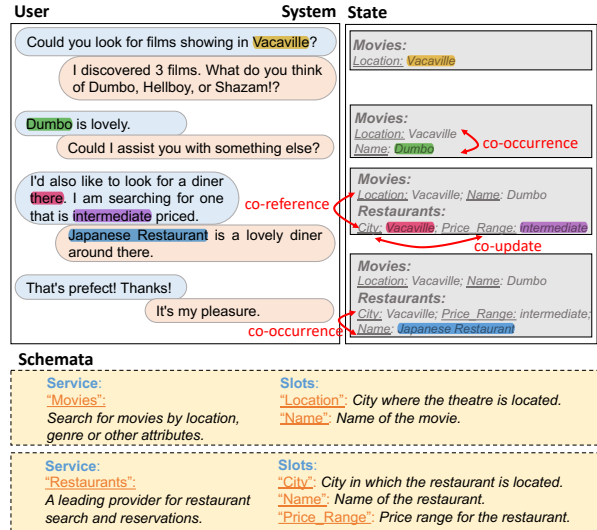 User
System
State
Could you look for films showing in Vacaville?
I discovered 3 films. What do you think
of Dumbo, Hellboy, or Shazam!?
Dumbo is lovely.
Could I assist you with something else?
I'd also like to look for a diner
there. I am searching for one
that is intermediate priced.
Japanese Restaurant is a lovely diner
around there.
That's prefect! Thanks!
It's my pleasure.
Movies:
Location: Vacaville
Movies:
Location: Vacaville
Name: Dumbo
co-occurrence
co-reference
Movies:
Location: Vacaville; Name: Dumbo
Restaurants:
City: Vacaville; Price_Range: intermediate
co-update
Movies:
Location: Vacaville; Name: Dumbo
Restaurants:
City: Vacaville; Price_Range: intermediate;
Name: Japanese Restaurant
co-occurrence
Schemata
Service:
"Movies":
Search for movies by location,
genre or other attributes.
Slots:
"Location": City where the theatre is located.
"Name": Name of the movie.
Service:
"Restaurants":
A leading provider for restaurant
search and reservations.
Slots:
"City": City in which the restaurant is located.
"Name": Name of the restaurant.
"Price_Range": Price range for the restaurant.